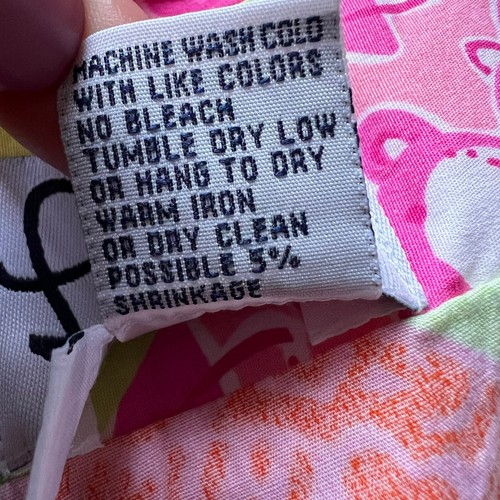 MACHINE WASH COLD
WITH LIKE COLORS
NO BLEACH
TUMBLE DRY LOW
OR HANG TO DRY
WARM IRON
OR DRY CLEAN
POSSIBLE 5%
SHRINKAGE